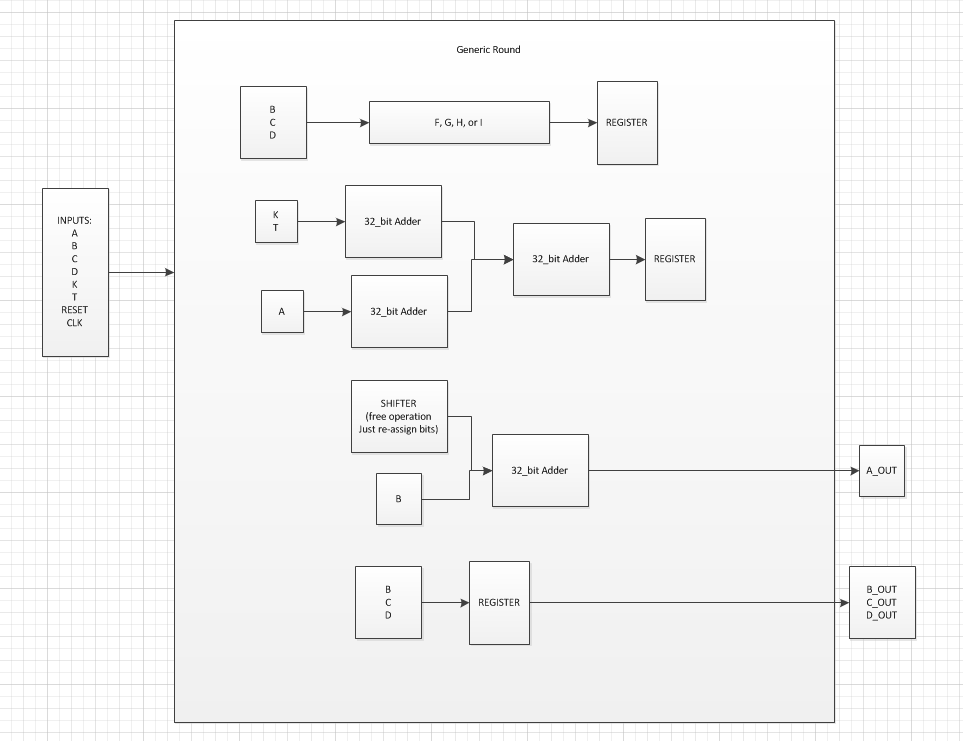 Generic Round
B
C
D
F, G, H, or I
REGISTER
INPUTS:
A
B
C
D
K
T
RESET
CLK
K
T
32_bit Adder
32_bit Adder
REGISTER
A
32_bit Adder
SHIFTER
(free operation
Just re-assign bits)
32_bit Adder
A_OUT
B
B
C
D
REGISTER
B_OUT
C_OUT
D_OUT